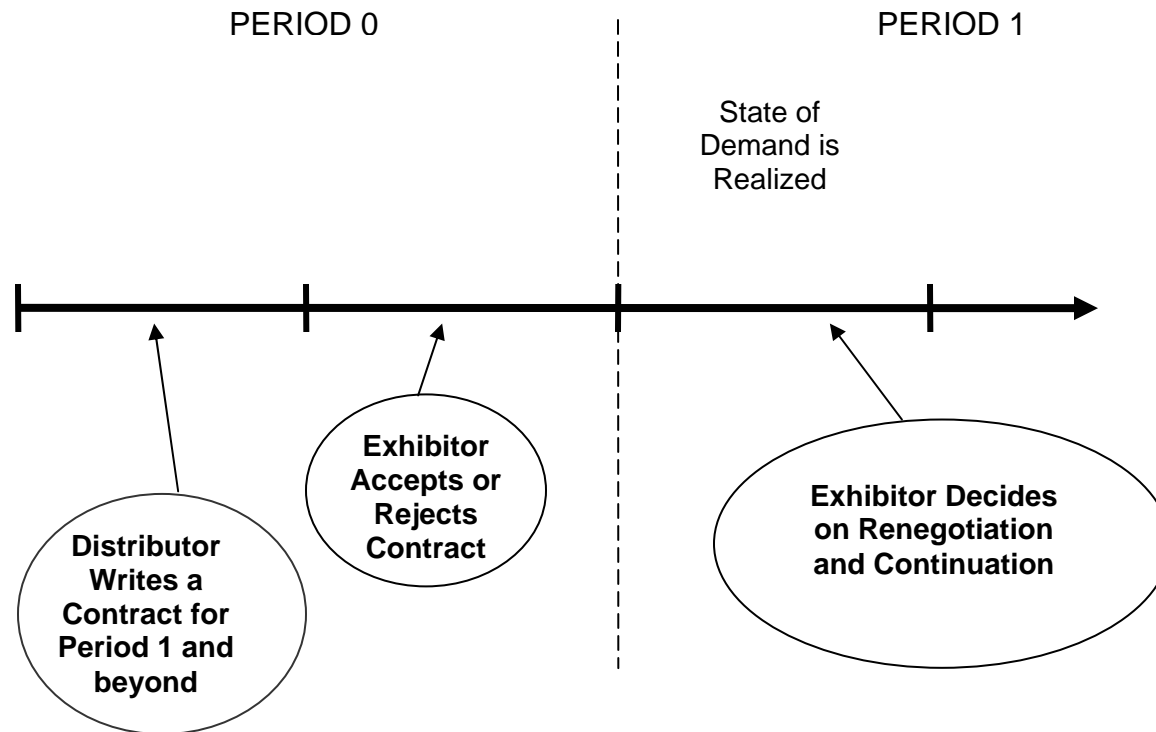 PERIOD 0
PERIOD 1
State of
Demand is
Realized
Distributor
Writes a
Contract for
Period 1 and
beyond
Exhibitor
Accepts or
Rejects
Contract
Exhibitor Decides
on Renegotiation
and Continuation